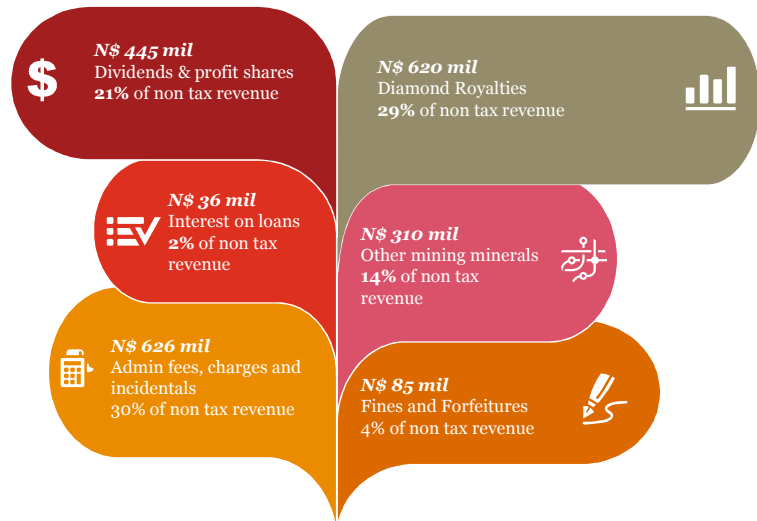 N$ 445 mil
Dividends & profit shares
21% of non tax revenue
N$ 620 mil
Diamond Royalties
29% of non tax revenue
N$ 36 mil
Interest on loans
2% of non tax
revenue
N$ 310 mil
Other mining minerals
14% of non tax
revenue
N$ 626 mil
Admin fees, charges and
incidentals
30% of non tax revenue
N$ 85 mil
Fines and Forfeitures
4% of non tax revenue